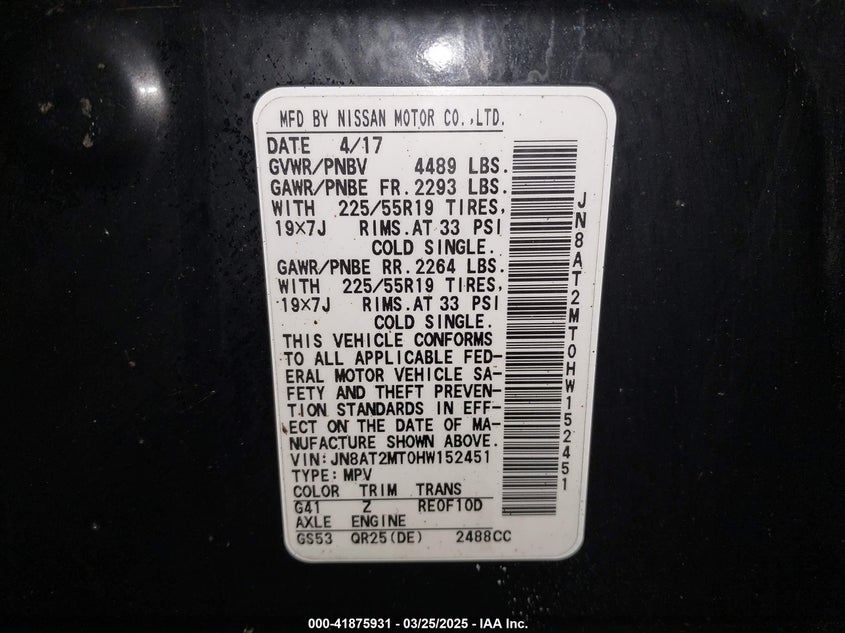 MFD BY NISSAN MOTOR CO.,LTD.
DATE 4/17
GVWR/PNBV 4489 LBS.
GAWR/PNBE FR.2293 LBS.
WITH 225/55R19 TIRES,
19×7J RIMS.AT 33 PSI
COLD SINGLE.
GAWR/PNBE RR.2264 LBS.
WITH 225/55R19 TIRES,
19×7J RIMS.AT 33 PSI
COLD SINGLE.
THIS VEHICLE CONFORMS
TO ALL APPLICABLE FED-
ERAL MOTOR VEHICLE SA-
FETY AND THEFT PREVEN-
TION STANDARDS IN EFF-
ECT ON THE DATE OF MA-
NUFACTURE SHOWN ABOVE.
VIN:JN8AT2MT0HW152451
TYPE:MPV
COLOR TRIM TRANS
G41 Z RE0F10D
AXLE ENGINE
GS53 QR25(DE) 2488CC
JN8AT2MT0HW152451
000-41875931 - 03/25/2025 - IAA Inc.